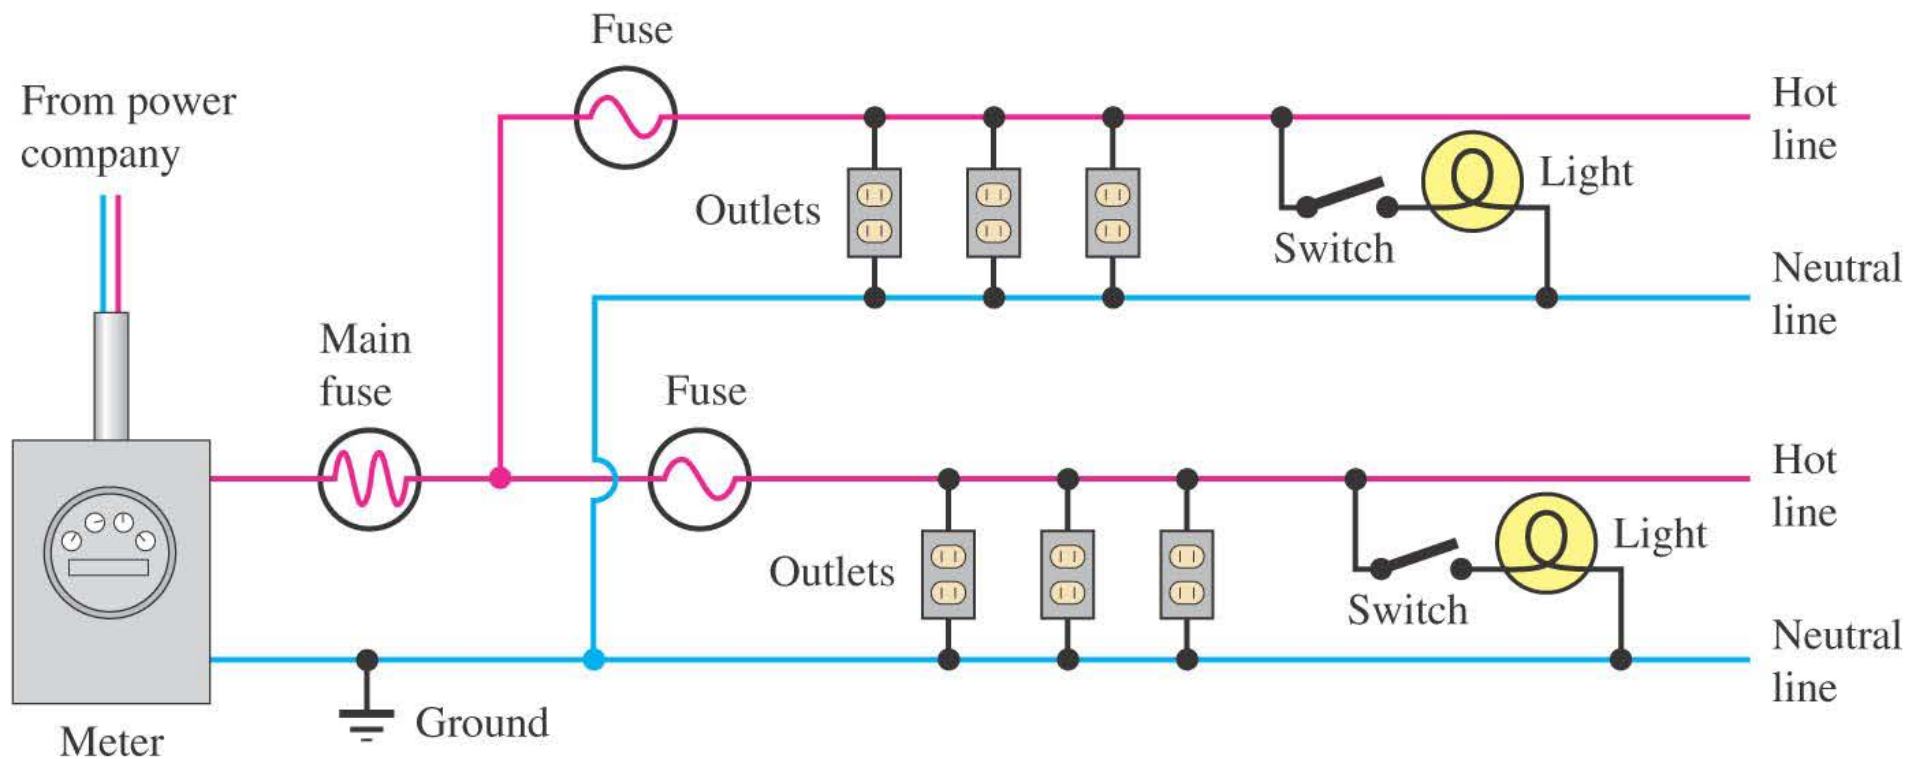 Fuse
From power
company
Hot
line
Light
Outlets
Switch
Neutral
line
Main
fuse
Fuse
Hot
line
Light
Outlets
Switch
Neutral
line
Ground
Meter